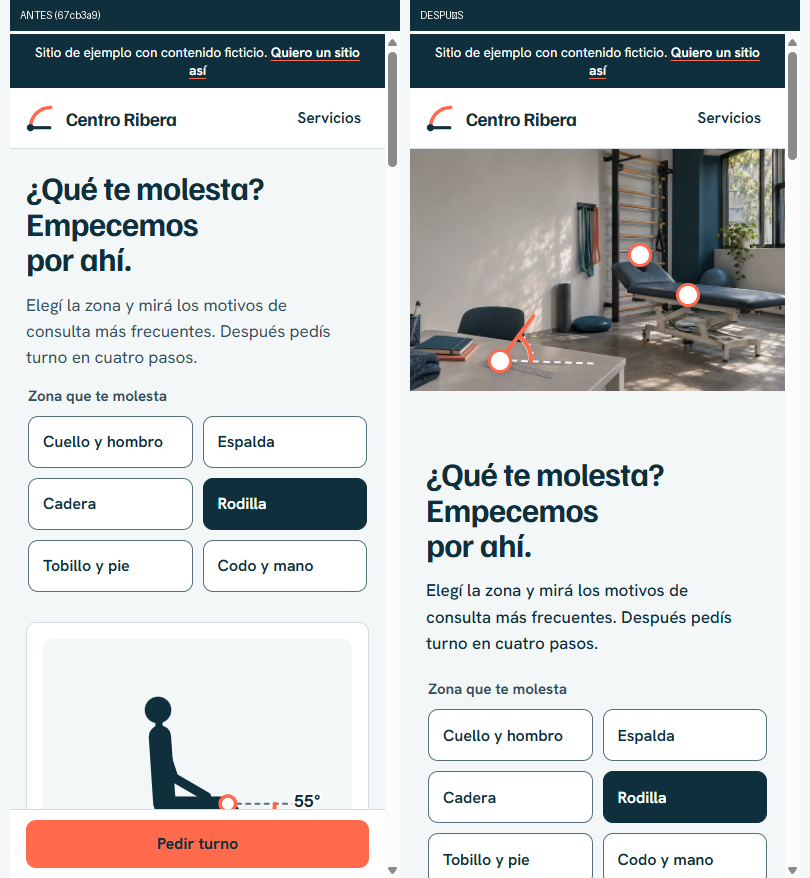 ANTES (67cb3a9)
Sitio de ejemplo con contenido ficticio. Quiero un sitio
así
Centro Ribera
Servicios
¿Qué te molesta?
Empecemos
por ahí.
Elegí la zona y mirá los motivos de
consulta más frecuentes. Después pedís
turno en cuatro pasos.
Zona que te molesta
Cuello y hombro
Espalda
Cadera
Rodilla
Tobillo y pie
Codo y mano
55°
Pedir turno
DESPU□S
Sitio de ejemplo con contenido ficticio. Quiero un sitio
así
Centro Ribera
Servicios
¿Qué te molesta?
Empecemos
por ahí.
Elegí la zona y mirá los motivos de
consulta más frecuentes. Después pedís
turno en cuatro pasos.
Zona que te molesta
Cuello y hombro
Espalda
Cadera
Rodilla
Tobillo y pie
Codo y mano